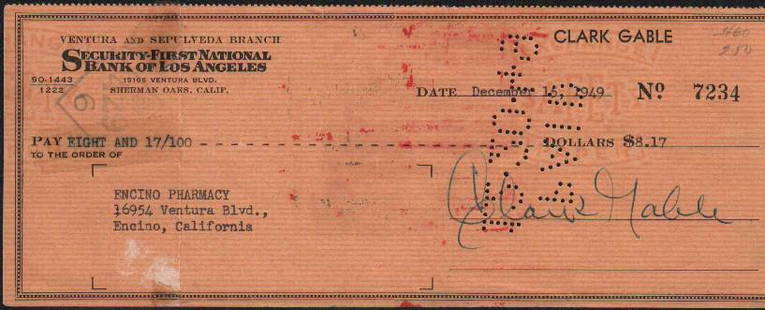 VENTURA AND SEPULVEDA BRANCH
SECURITY-FIRST NATIONAL
BANK OF LOS ANGELES
90-1443
1222
15165 VENTURA BLVD.
SHERMAN OAKS, CALIF.
CLARK GABLE
DATE December 15, 1949 No 7234
PAY EIGHT AND 17/100 - - - - - - - - - - - - - - - - - - - - - - - - DOLLARS $8.17
TO THE ORDER OF
ENCINO PHARMACY
16954 Ventura Blvd.,
Encino, California
Clark Gable
PAID